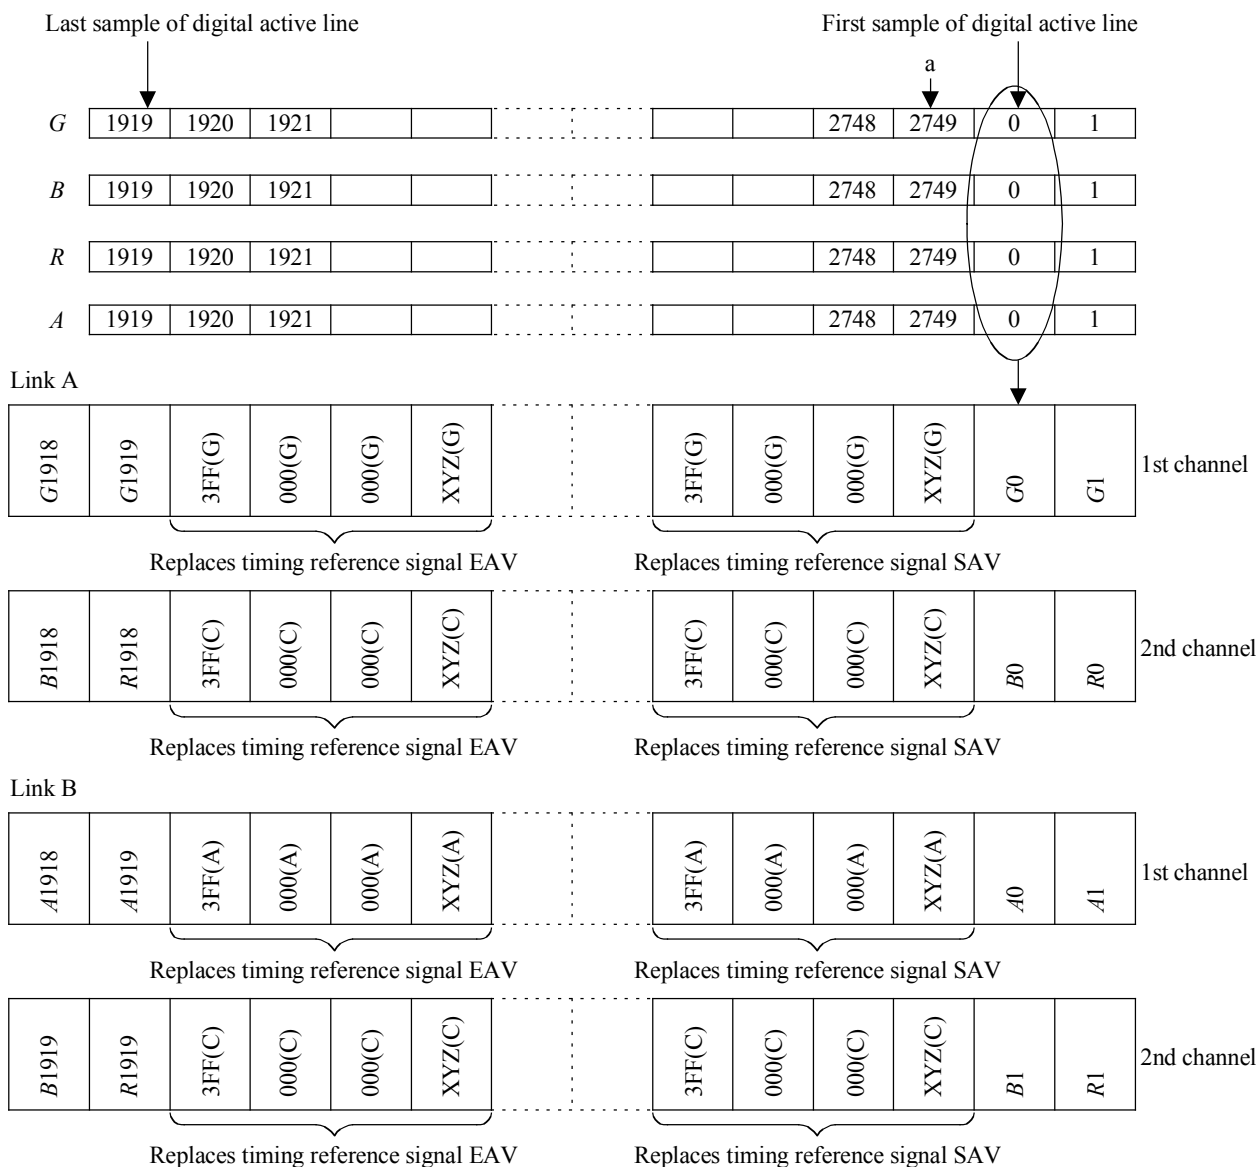 Last sample of digital active line First sample of digital active line
a
G 1919 1920 1921 2748 2749 0 1
B 1919 1920 1921 2748 2749 0 1
R 1919 1920 1921 2748 2749 0 1
A 1919 1920 1921 2748 2749 0 1
Link A
G1918 G1919 3FF(G) 000(G) 000(G) XYZ(G) 3FF(G) 000(G) 000(G) XYZ(G) G0 G1 1st channel
Replaces timing reference signal EAV Replaces timing reference signal SAV
B1918 R1918 3FF(C) 000(C) 000(C) XYZ(C) 3FF(C) 000(C) 000(C) XYZ(C) B0 R0 2nd channel
Replaces timing reference signal EAV Replaces timing reference signal SAV
Link B
A1918 A1919 3FF(A) 000(A) 000(A) XYZ(A) 3FF(A) 000(A) 000(A) XYZ(A) A0 A1 1st channel
Replaces timing reference signal EAV Replaces timing reference signal SAV
B1919 R1919 3FF(C) 000(C) 000(C) XYZ(C) 3FF(C) 000(C) 000(C) XYZ(C) B1 R1 2nd channel
Replaces timing reference signal EAV Replaces timing reference signal SAV